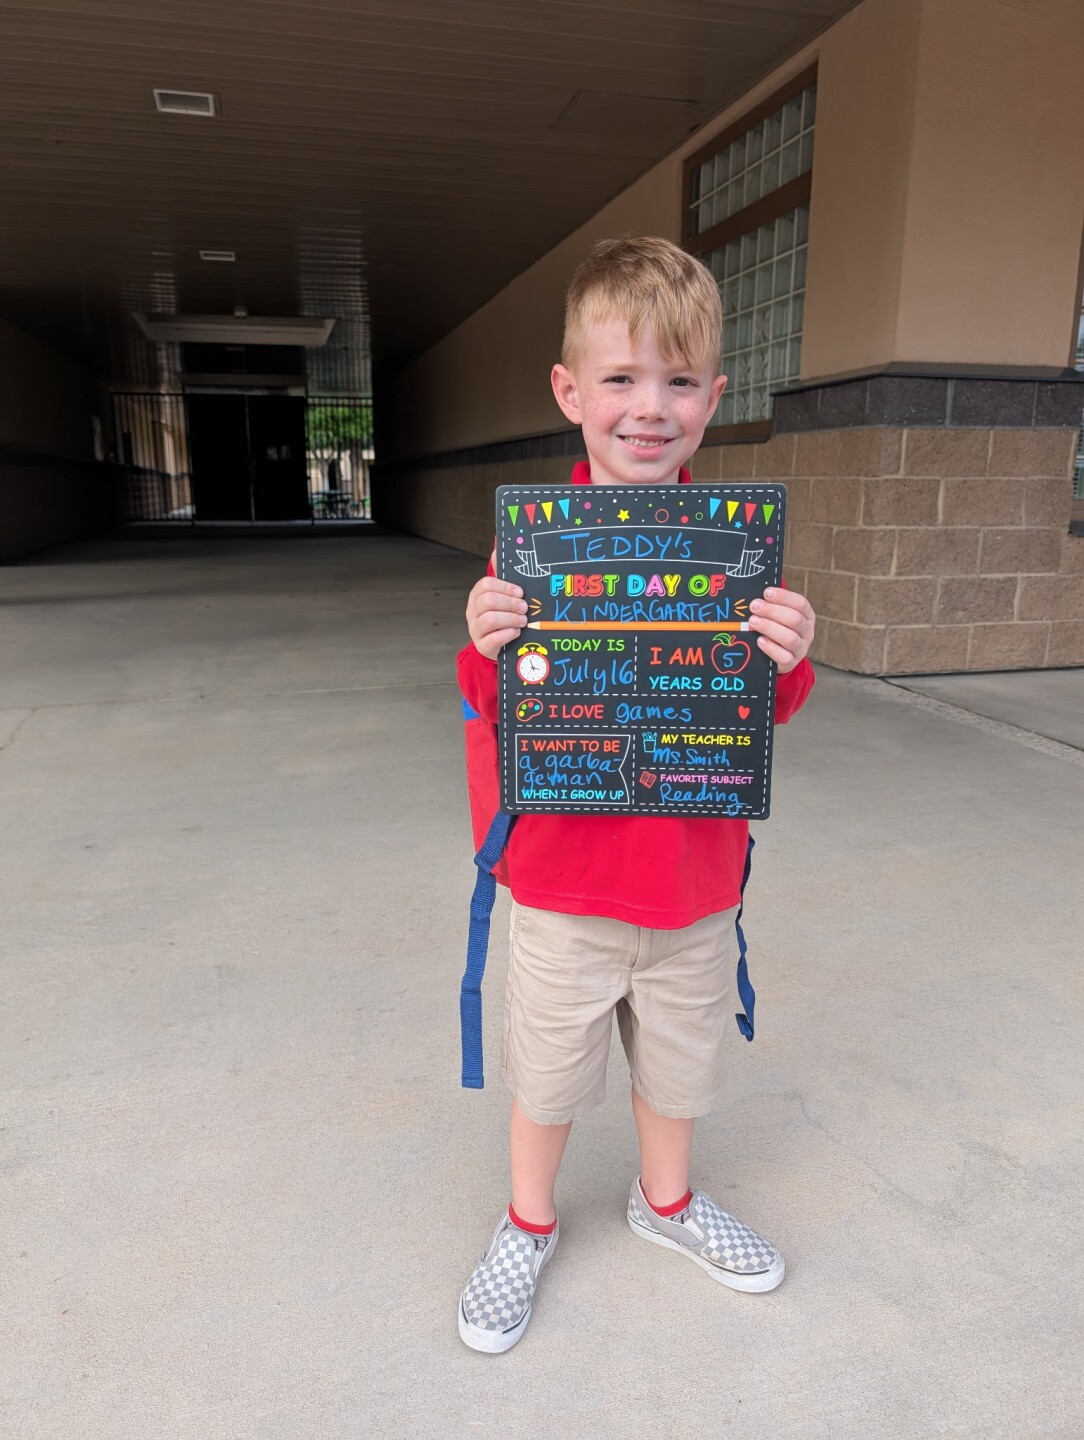 TEDDY's
FIRST DAY OF
KINDERGARTEN
TODAY IS
July 16
I AM 5
YEARS OLD
I LOVE games
I WANT TO BE
a garba-
geman
WHEN I GROW UP
MY TEACHER IS
Ms. Smith
FAVORITE SUBJECT
Reading